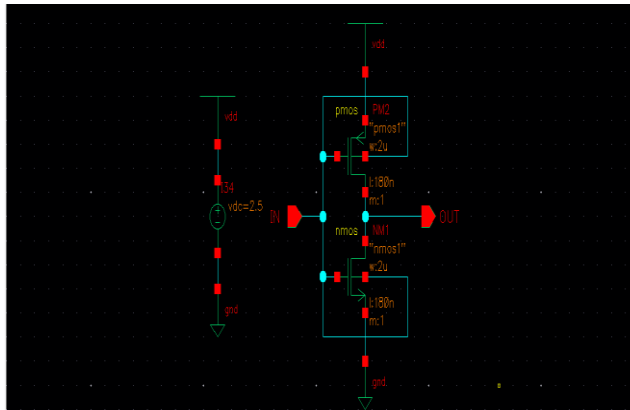 vdd
vdd
pmos
PM2
"pmos1"
w:2u
l:180n
m:1
vdc=2.5
IN
OUT
nmos
NM1
"nmos1"
w:2u
l:180n
m:1
gnd
gnd